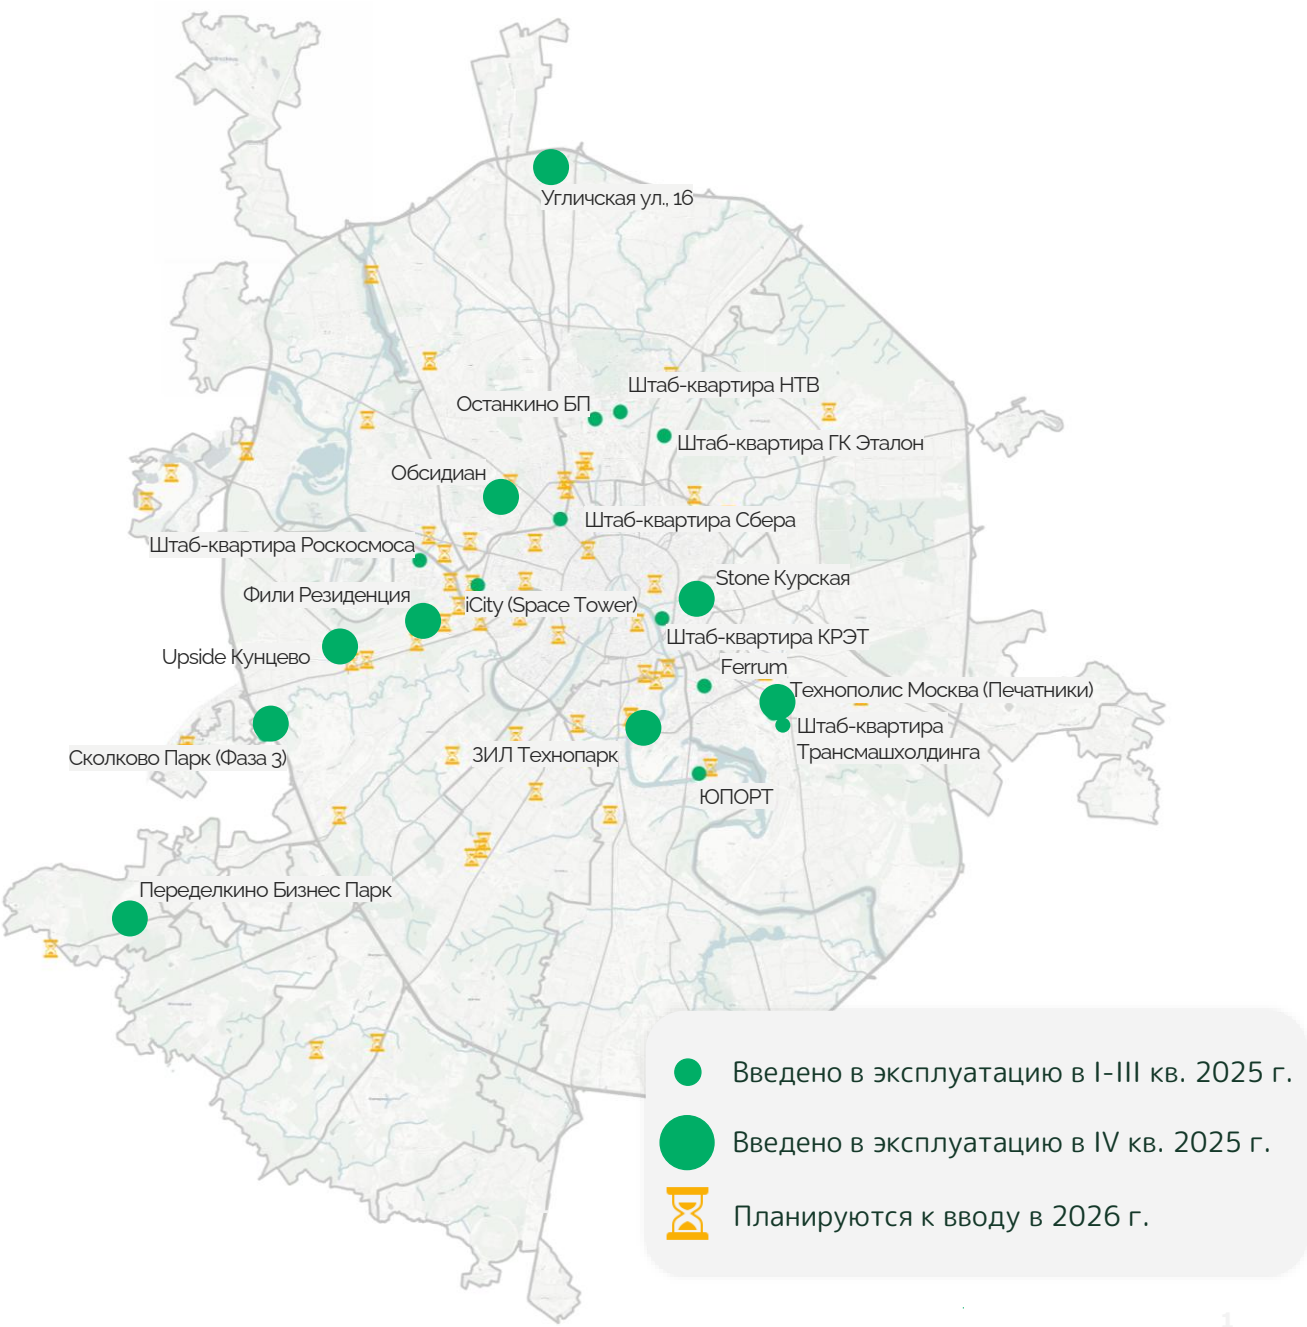 Угличская ул., 16
Штаб-квартира НТВ
Останкино БП
Штаб-квартира ГК Эталон
Обсидиан
Штаб-квартира Сбера
Штаб-квартира Роскосмоса
Stone Курская
Фили Резиденция
iCity (Space Tower)
Штаб-квартира КРЭТ
Upside Кунцево
Ferrum
Технополис Москва (Печатники)
Штаб-квартира
Трансмашхолдинга
Сколково Парк (Фаза 3)
ЗИЛ Технопарк
ЮПОРТ
Переделкино Бизнес Парк
Введено в эксплуатацию в I-III кв. 2025 г.
Введено в эксплуатацию в IV кв. 2025 г.
Планируются к вводу в 2026 г.
1